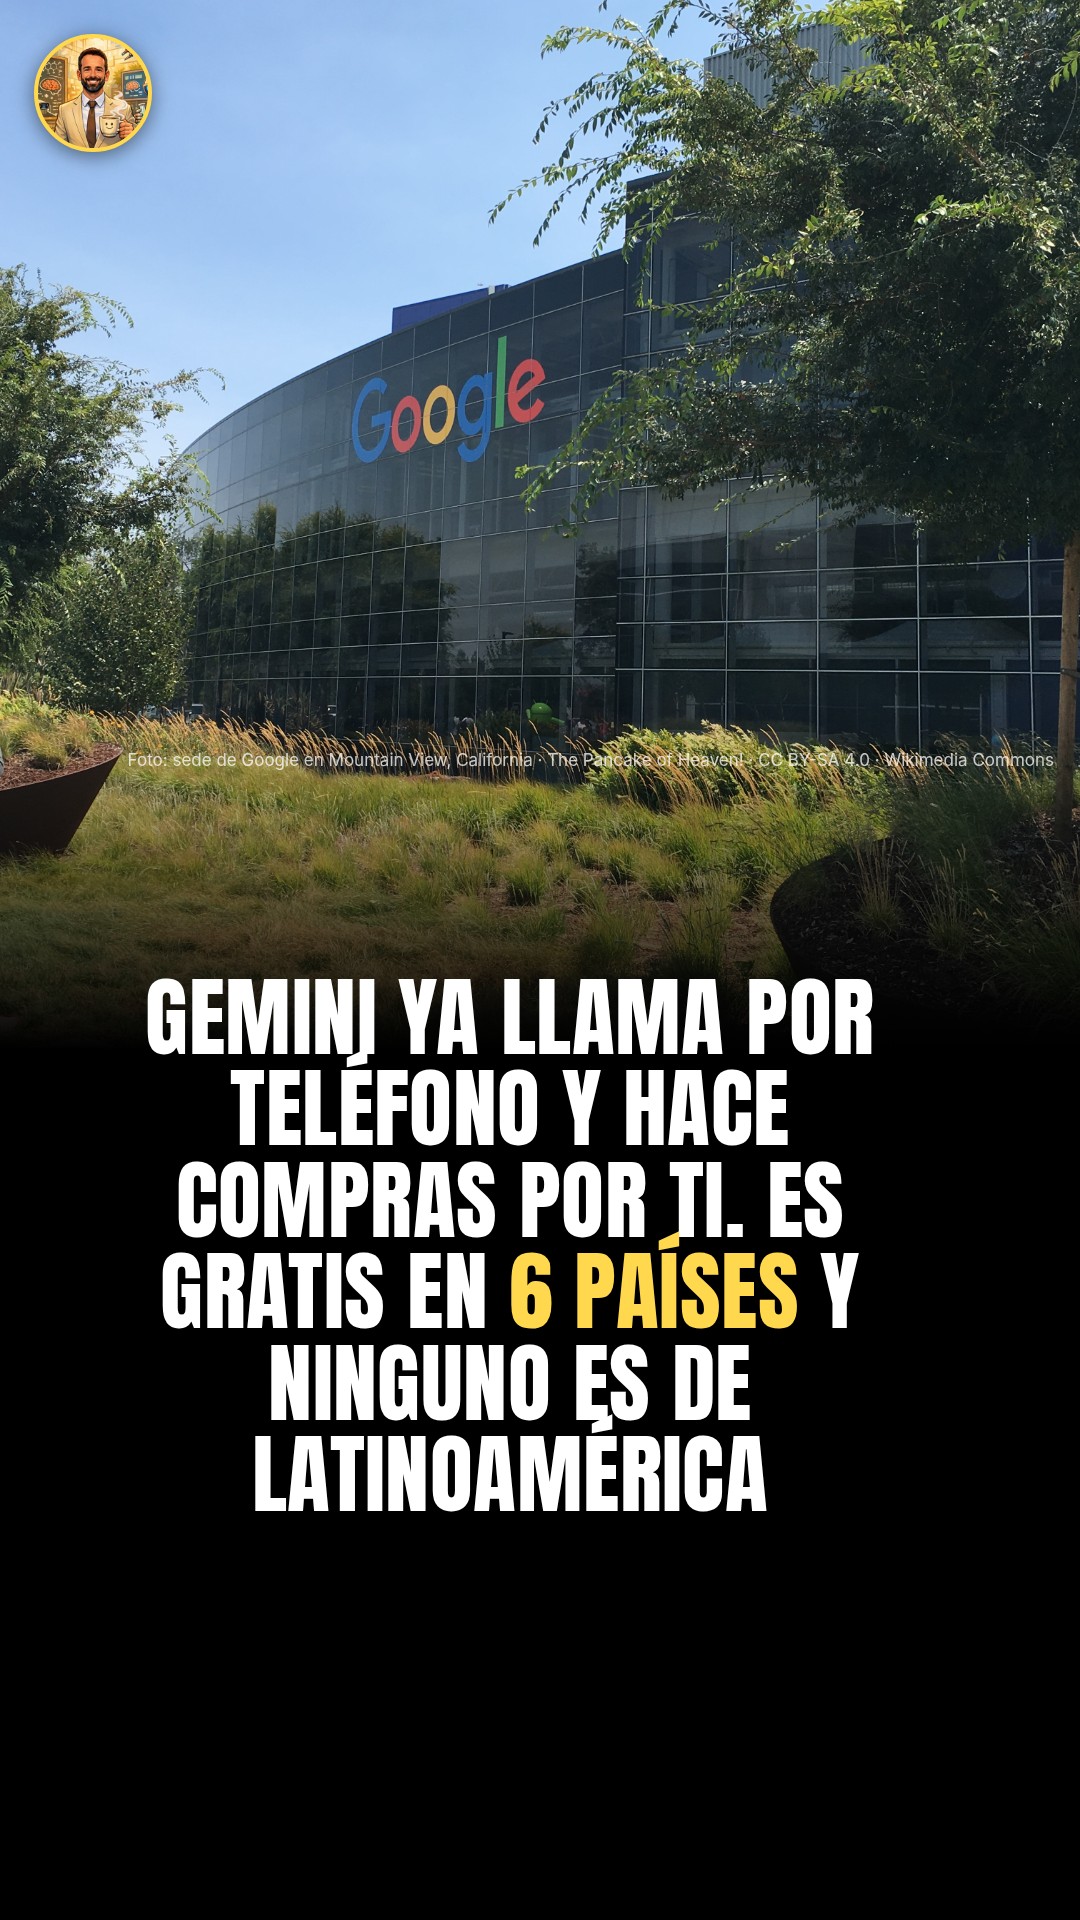 Google
Foto: sede de Google en Mountain View, California · The Pancake of Heaven! · CC BY-SA 4.0 · Wikimedia Commons
GEMINI YA LLAMA POR
TELÉFONO Y HACE
COMPRAS POR TI. ES
GRATIS EN 6 PAÍSES Y
NINGUNO ES DE
LATINOAMÉRICA